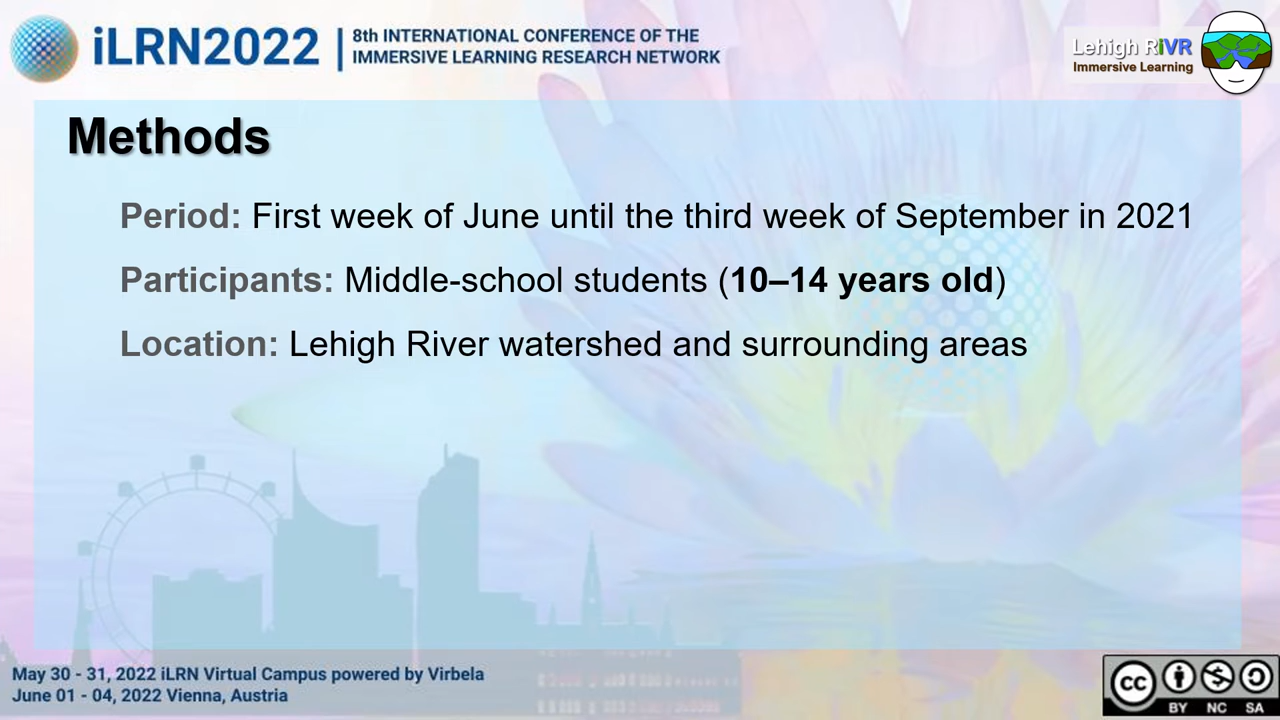 iLRN2022
8th INTERNATIONAL CONFERENCE OF THE
IMMERSIVE LEARNING RESEARCH NETWORK
Lehigh RiVR
Immersive Learning
Methods
Period: First week of June until the third week of September in 2021
Participants: Middle-school students (10–14 years old)
Location: Lehigh River watershed and surrounding areas
May 30 - 31, 2022 iLRN Virtual Campus powered by Virbela
June 01 - 04, 2022 Vienna, Austria
cc
BY NC SA